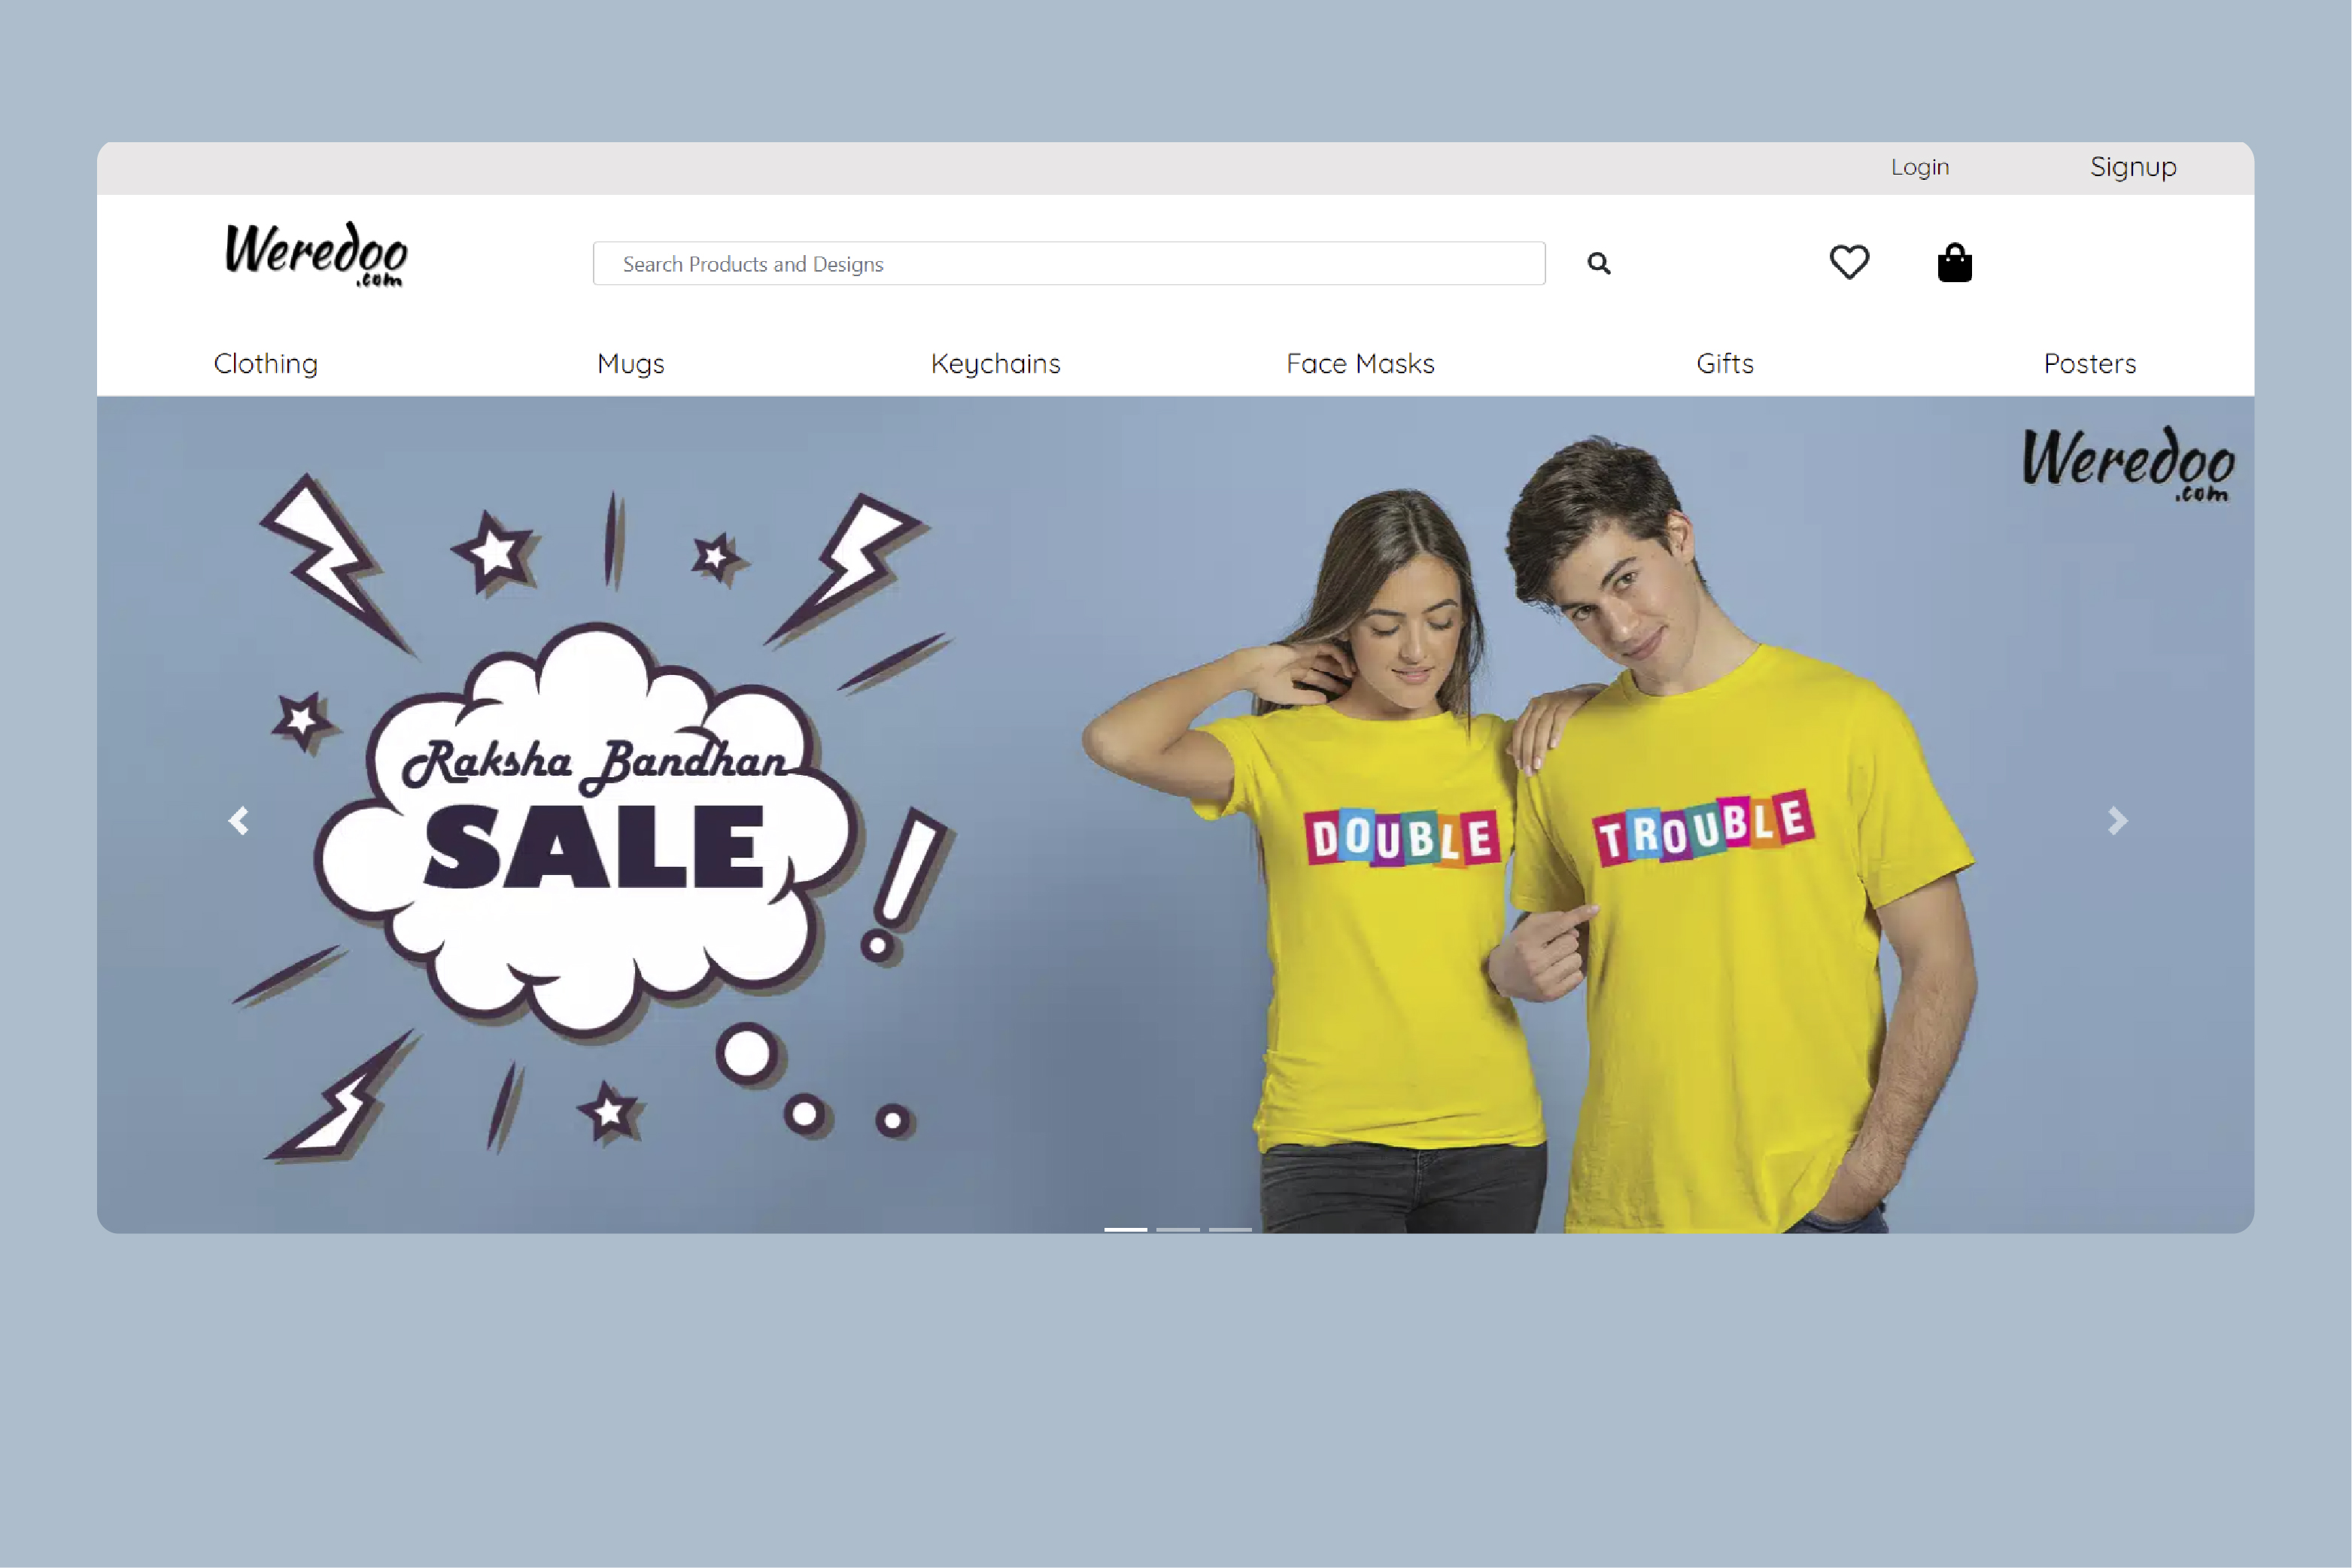 Login Signup
Weredoo
.com
Search Products and Designs
Clothing Mugs Keychains Face Masks Gifts Posters
Weredoo
.com
Raksha Bandhan
SALE
!
DOUBLE
TROUBLE